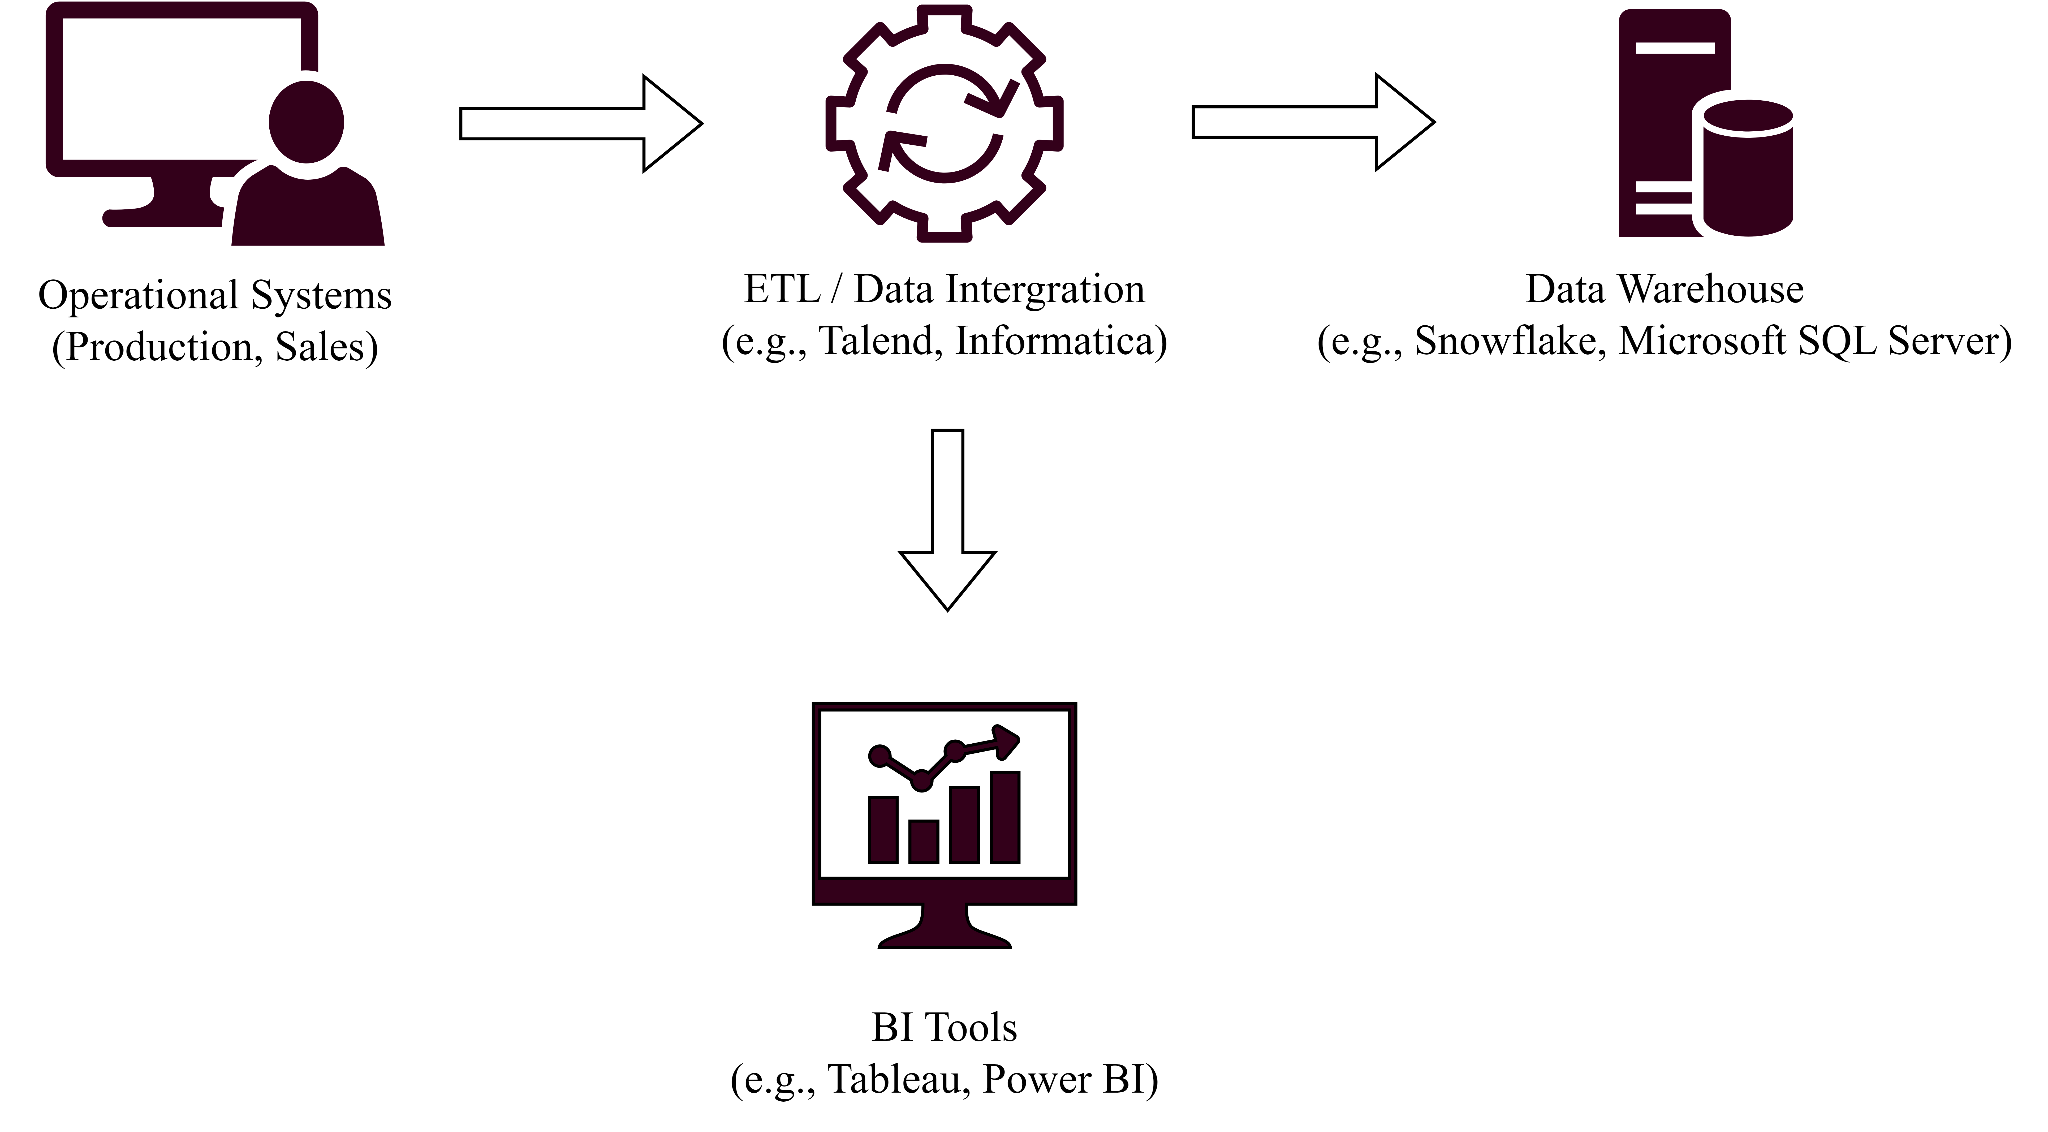 Operational Systems
(Production, Sales)
ETL / Data Intergration
(e.g., Talend, Informatica)
Data Warehouse
(e.g., Snowflake, Microsoft SQL Server)
BI Tools
(e.g., Tableau, Power BI)